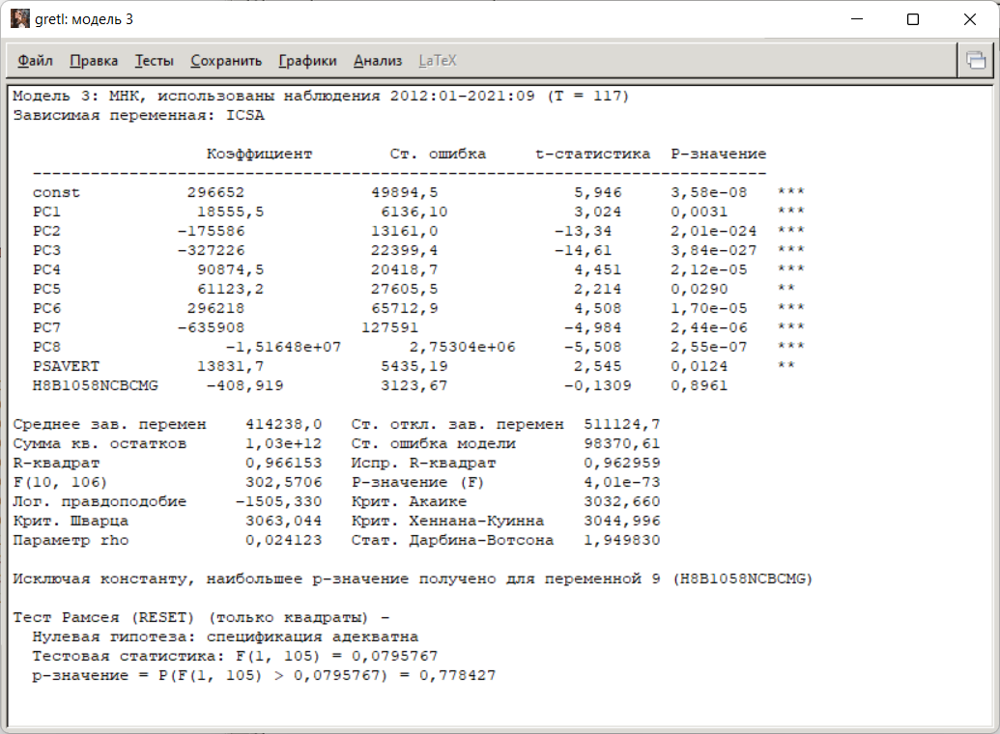 gretl: модель 3
Файл Правка Тесты Сохранить Графики Анализ LaTeX
Модель 3: МНК, использованы наблюдения 2012:01-2021:09 (T = 117)
Зависимая переменная: ICSA
Коэффициент Ст. ошибка t-статистика P-значение
---------------------------------------------------------------------------
const 296652 49894,5 5,946 3,58e-08 ***
PC1 18555,5 6136,10 3,024 0,0031 ***
PC2 -175586 13161,0 -13,34 2,01e-024 ***
PC3 -327226 22399,4 -14,61 3,84e-027 ***
PC4 90874,5 20418,7 4,451 2,12e-05 ***
PC5 61123,2 27605,5 2,214 0,0290 **
PC6 296218 65712,9 4,508 1,70e-05 ***
PC7 -635908 127591 -4,984 2,44e-06 ***
PC8 -1,51648e+07 2,75304e+06 -5,508 2,55e-07 ***
PSAVERT 13831,7 5435,19 2,545 0,0124 **
H8B1058NCBCMG -408,919 3123,67 -0,1309 0,8961
Среднее зав. перемен 414238,0 Ст. откл. зав. перемен 511124,7
Сумма кв. остатков 1,03e+12 Ст. ошибка модели 98370,61
R-квадрат 0,966153 Испр. R-квадрат 0,962959
F(10, 106) 302,5706 Р-значение (F) 4,01e-73
Лог. правдоподобие -1505,330 Крит. Акаике 3032,660
Крит. Шварца 3063,044 Крит. Хеннана-Куинна 3044,996
Параметр rho 0,024123 Стат. Дарбина-Вотсона 1,949830
Исключая константу, наибольшее р-значение получено для переменной 9 (H8B1058NCBCMG)
Тест Рамсея (RESET) (только квадраты) -
Нулевая гипотеза: спецификация адекватна
Тестовая статистика: F(1, 105) = 0,0795767
р-значение = P(F(1, 105) > 0,0795767) = 0,778427